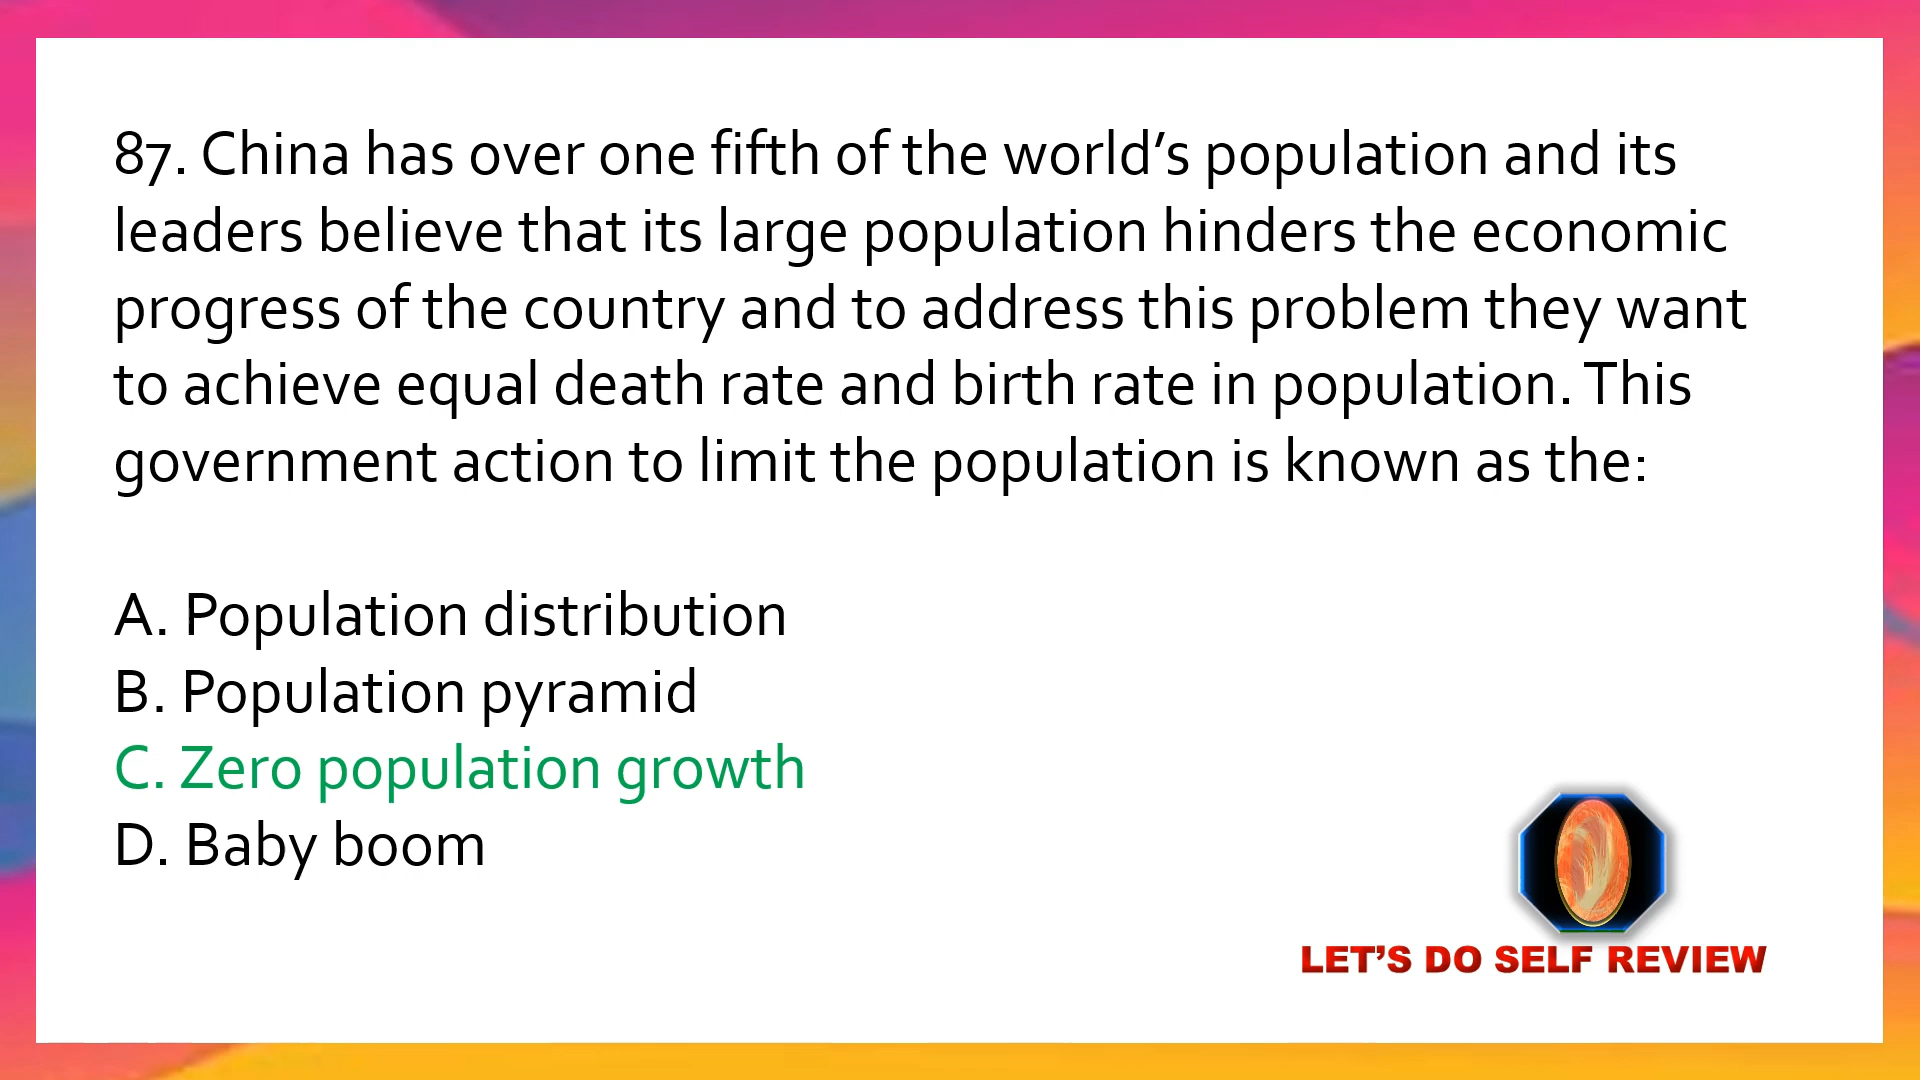 87. China has over one fifth of the world’s population and its
leaders believe that its large population hinders the economic
progress of the country and to address this problem they want
to achieve equal death rate and birth rate in population. This
government action to limit the population is known as the:
A. Population distribution
B. Population pyramid
C. Zero population growth
D. Baby boom
LET’S DO SELF REVIEW